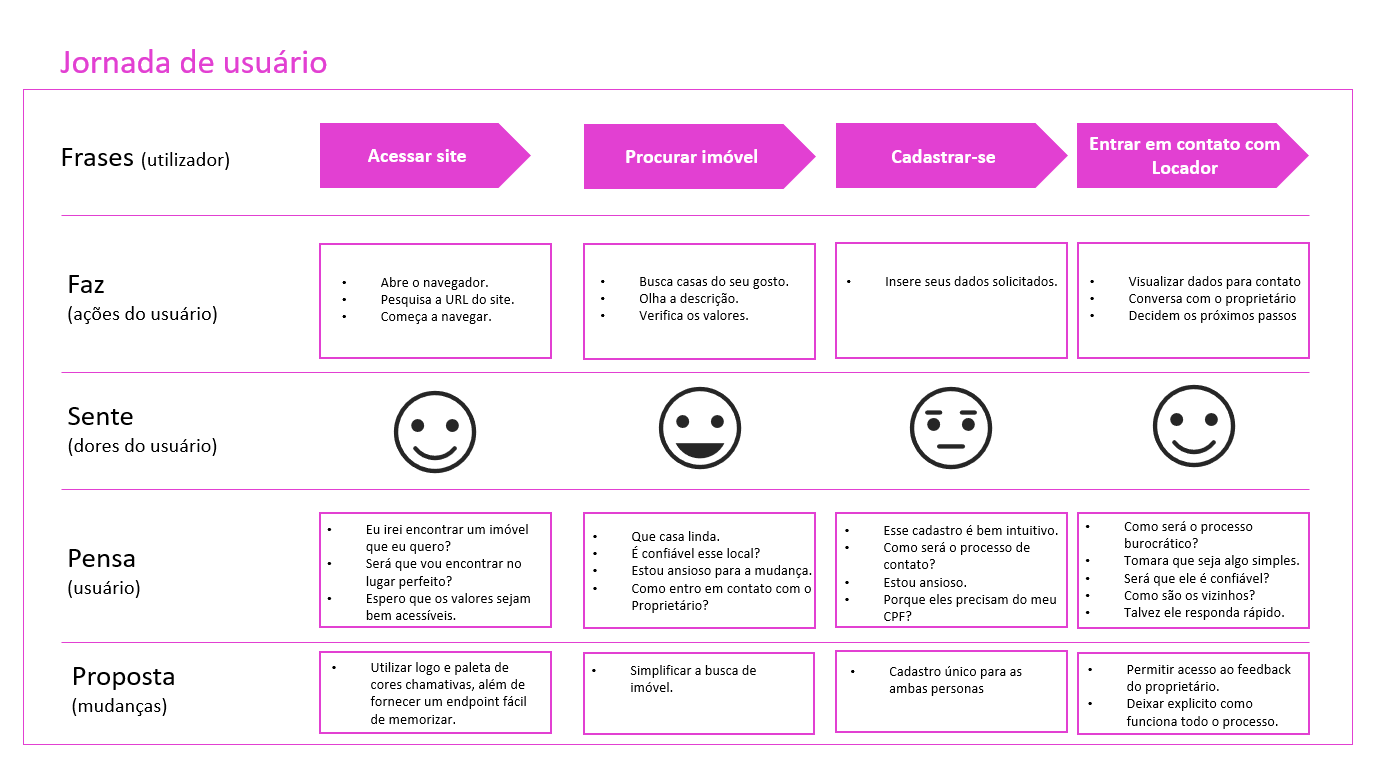 Jornada de usuário
Frases (utilizador)
Acessar site
Procurar imóvel
Cadastrar-se
Entrar em contato com
Locador
Faz
(ações do usuário)
• Abre o navegador.
• Pesquisa a URL do site.
• Começa a navegar.
• Busca casas do seu gosto.
• Olha a descrição.
• Verifica os valores.
• Insere seus dados solicitados.
• Visualizar dados para contato
• Conversa com o proprietário
• Decidem os próximos passos
Sente
(dores do usuário)
Pensa
(usuário)
• Eu irei encontrar um imóvel
que eu quero?
• Será que vou encontrar no
lugar perfeito?
• Espero que os valores sejam
bem acessíveis.
• Que casa linda.
• É confiável esse local?
• Estou ansioso para a mudança.
• Como entro em contato com o
Proprietário?
• Esse cadastro é bem intuitivo.
• Como será o processo de
contato?
• Estou ansioso.
• Porque eles precisam do meu
CPF?
• Como será o processo
burocrático?
• Tomara que seja algo simples.
• Será que ele é confiável?
• Como são os vizinhos?
• Talvez ele responda rápido.
Proposta
(mudanças)
• Utilizar logo e paleta de
cores chamativas, além de
fornecer um endpoint fácil
de memorizar.
• Simplificar a busca de
imóvel.
• Cadastro único para as
ambas personas
• Permitir acesso ao feedback
do proprietário.
• Deixar explicito como
funciona todo o processo.